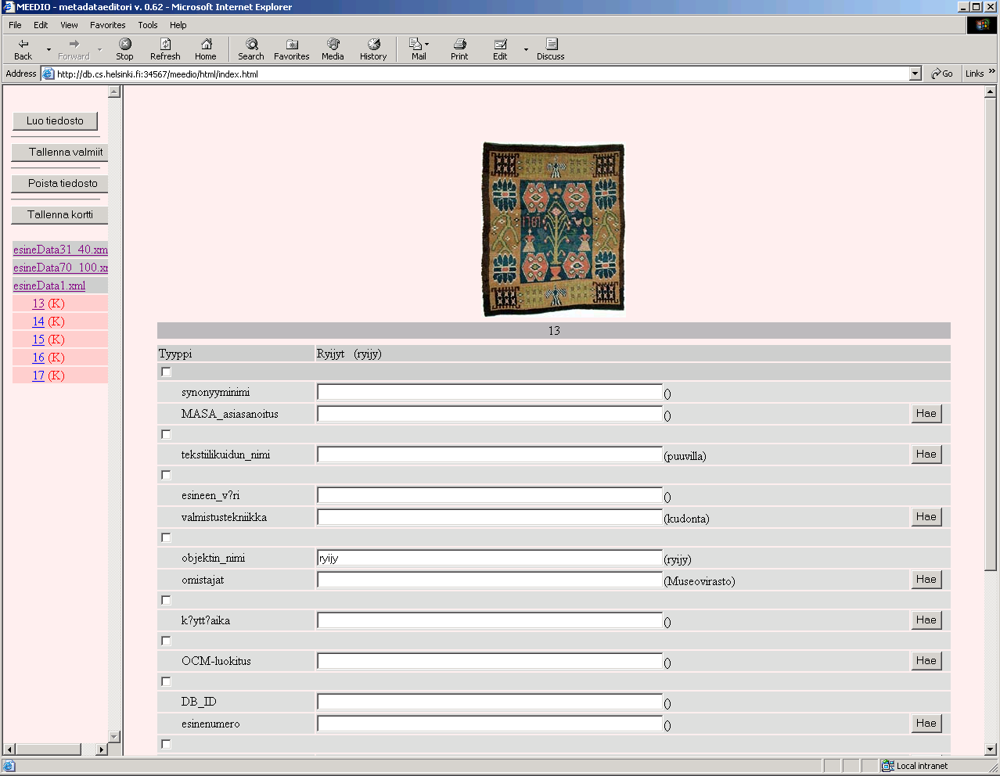 MEEDIO - metadataeditori v. 0.62 - Microsoft Internet Explorer
File Edit View Favorites Tools Help
Back Forward Stop Refresh Home Search Favorites Media History Mail Print Edit Discuss
Address http://db.cs.helsinki.fi:34567/meedio/html/index.html Go Links »
Luo tiedosto
Tallenna valmiit
Poista tiedosto
Tallenna kortti
esineData31_40.xm
esineData70_100.xr
esineData1.xml
13 (K)
14 (K)
15 (K)
16 (K)
17 (K)
1787
13
Tyyppi Ryijyt (ryijy)
synonyyminimi ()
MASA_asiasanoitus () Hae
tekstiilikuidun_nimi (puuvilla) Hae
esineen_v?ri ()
valmistustekniikka (kudonta) Hae
objektin_nimi ryijy (ryijy)
omistajat (Museovirasto) Hae
k?ytt?aika () Hae
OCM-luokitus () Hae
DB_ID ()
esinenumero () Hae
Local intranet